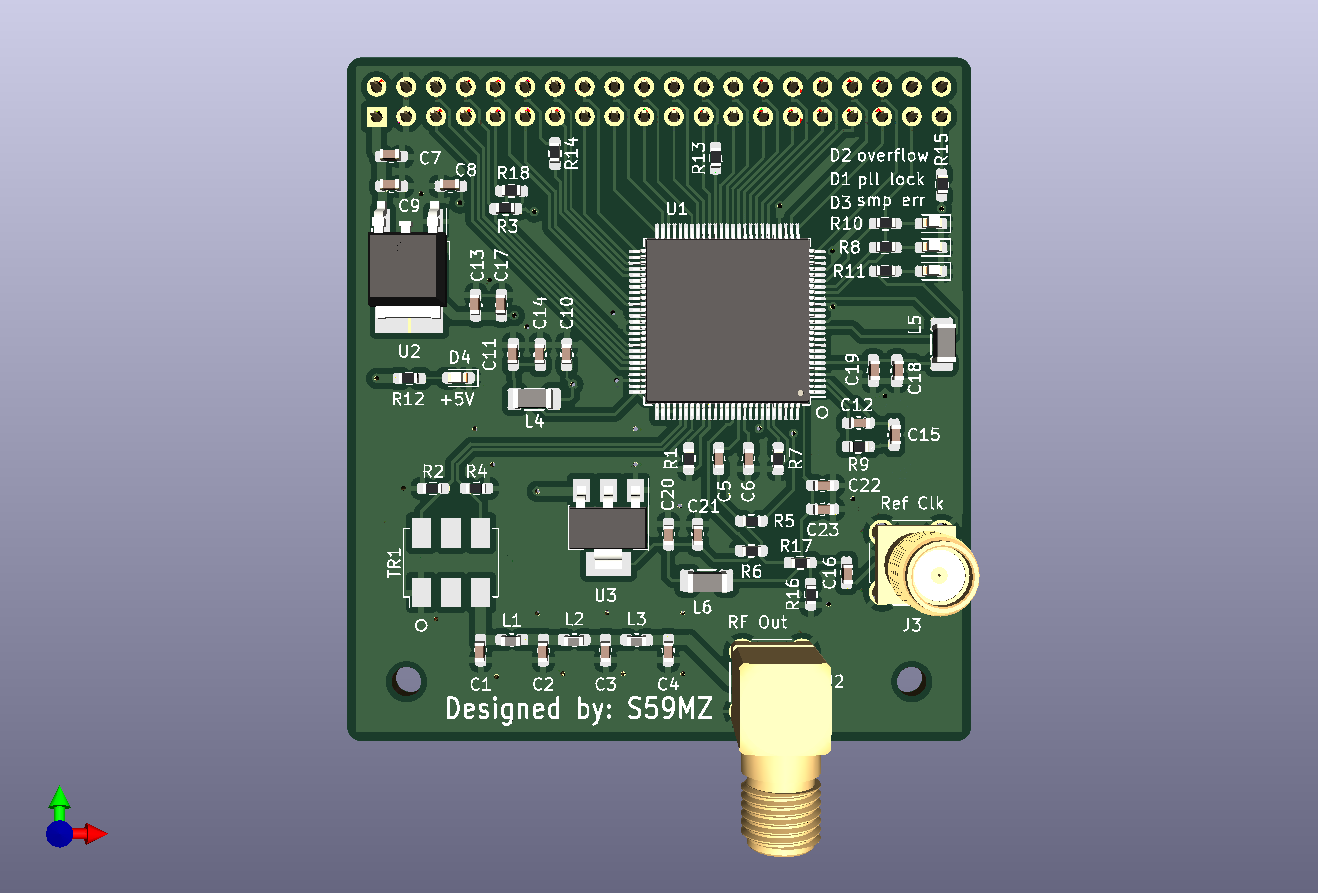 C7
C8
C9
R18
R3
R14
R13
U1
D2 overflow
D1 pll lock
D3 smp err
R15
R10
R8
R11
C13
C17
C14
C10
C11
U2
D4
R12
+5V
L4
L5
C19
C18
C12
C15
R9
R1
C5
C6
R7
R2
R4
C20
C21
C22
C23
Ref Clk
R5
R17
R6
R16
C16
TR1
U3
L6
J3
RF Out
L1
L2
L3
C1
C2
C3
C4
2
Designed by: S59MZ